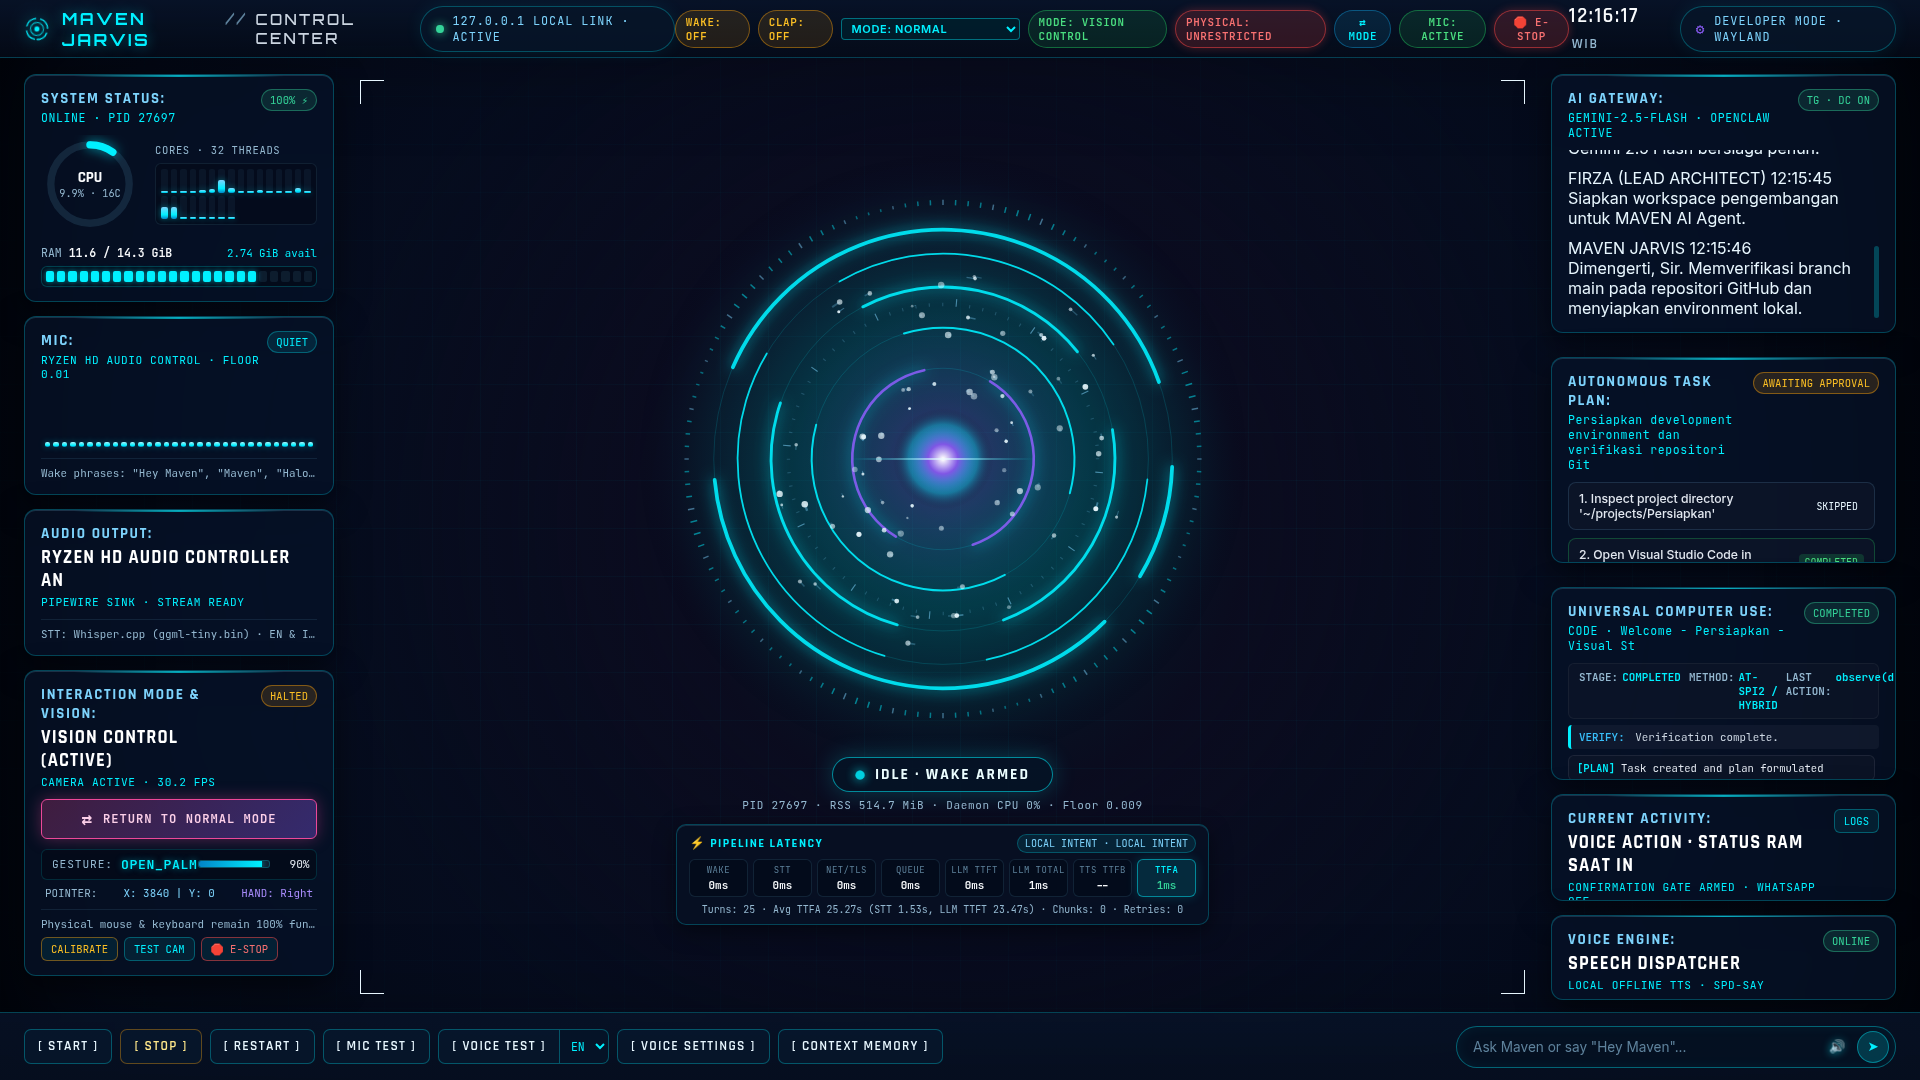 MAVEN JARVIS
// CONTROL CENTER
127.0.0.1 LOCAL LINK · ACTIVE
WAKE: OFF
CLAP: OFF
MODE: NORMAL
MODE: VISION CONTROL
PHYSICAL: UNRESTRICTED
⇄ MODE
MIC: ACTIVE
🛑 E-STOP
12:16:17 WIB
⚙ DEVELOPER MODE · WAYLAND
SYSTEM STATUS:
100% ⚡
ONLINE · PID 27697
CPU
9.9% · 16C
CORES · 32 THREADS
RAM 11.6 / 14.3 GiB
2.74 GiB avail
MIC:
QUIET
RYZEN HD AUDIO CONTROL · FLOOR
0.01
Wake phrases: "Hey Maven", "Maven", "Halo…
AUDIO OUTPUT:
RYZEN HD AUDIO CONTROLLER
AN
PIPEWIRE SINK · STREAM READY
STT: Whisper.cpp (ggml-tiny.bin) · EN & I…
INTERACTION MODE &
VISION:
HALTED
VISION CONTROL
(ACTIVE)
CAMERA ACTIVE · 30.2 FPS
⇄ RETURN TO NORMAL MODE
GESTURE: OPEN_PALM 90%
POINTER: X: 3840 | Y: 0 HAND: Right
Physical mouse & keyboard remain 100% fun…
CALIBRATE
TEST CAM
🛑 E-STOP
IDLE · WAKE ARMED
PID 27697 · RSS 514.7 MiB · Daemon CPU 0% · Floor 0.009
⚡ PIPELINE LATENCY
LOCAL INTENT · LOCAL INTENT
WAKE 0ms
STT 0ms
NET/TLS 0ms
QUEUE 0ms
LLM TTFT 0ms
LLM TOTAL 1ms
TTS TTFB --
TTFA 1ms
Turns: 25 · Avg TTFA 25.27s (STT 1.53s, LLM TTFT 23.47s) · Chunks: 0 · Retries: 0
AI GATEWAY:
TG · DC ON
GEMINI-2.5-FLASH · OPENCLAW
ACTIVE
Gemini 2.5 Flash bersiaga penuh.
FIRZA (LEAD ARCHITECT) 12:15:45
Siapkan workspace pengembangan
untuk MAVEN AI Agent.
MAVEN JARVIS 12:15:46
Dimengerti, Sir. Memverifikasi branch
main pada repositori GitHub dan
menyiapkan environment lokal.
AUTONOMOUS TASK
PLAN:
AWAITING APPROVAL
Persiapkan development
environment dan
verifikasi repositori
Git
1. Inspect project directory
'~/projects/Persiapkan'
SKIPPED
2. Open Visual Studio Code in
COMPLETED
UNIVERSAL COMPUTER USE:
COMPLETED
CODE · Welcome - Persiapkan -
Visual St
STAGE: COMPLETED METHOD: AT-SPI2 / HYBRID LAST ACTION: observe(d
VERIFY: Verification complete.
[PLAN] Task created and plan formulated
CURRENT ACTIVITY:
LOGS
VOICE ACTION · STATUS RAM
SAAT IN
CONFIRMATION GATE ARMED · WHATSAPP
OFF
VOICE ENGINE:
ONLINE
SPEECH DISPATCHER
LOCAL OFFLINE TTS · SPD-SAY
[ START ]
[ STOP ]
[ RESTART ]
[ MIC TEST ]
[ VOICE TEST ]
EN
[ VOICE SETTINGS ]
[ CONTEXT MEMORY ]
Ask Maven or say "Hey Maven"...